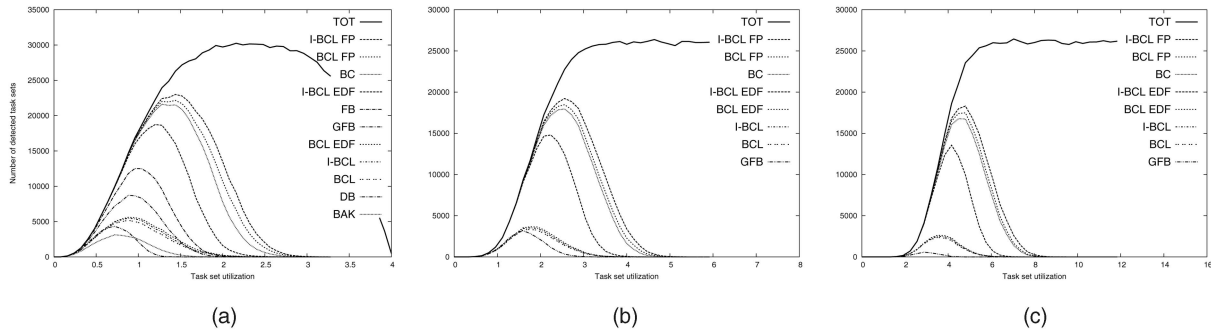 35000
30000
25000
20000
15000
10000
5000
0
Number of detected task sets
TOT
I-BCL FP
BCL FP
BC
I-BCL EDF
FB
GFB
BCL EDF
I-BCL
BCL
DB
BAK
0 0.5 1 1.5 2 2.5 3 3.5 4
Task set utilization
(a)
30000
25000
20000
15000
10000
5000
0
TOT
I-BCL FP
BCL FP
BC
I-BCL EDF
BCL EDF
I-BCL
BCL
GFB
0 1 2 3 4 5 6 7 8
Task set utilization
(b)
30000
25000
20000
15000
10000
5000
0
TOT
I-BCL FP
BCL FP
BC
I-BCL EDF
BCL EDF
I-BCL
BCL
GFB
0 2 4 6 8 10 12 14 16
Task set utilization
(c)